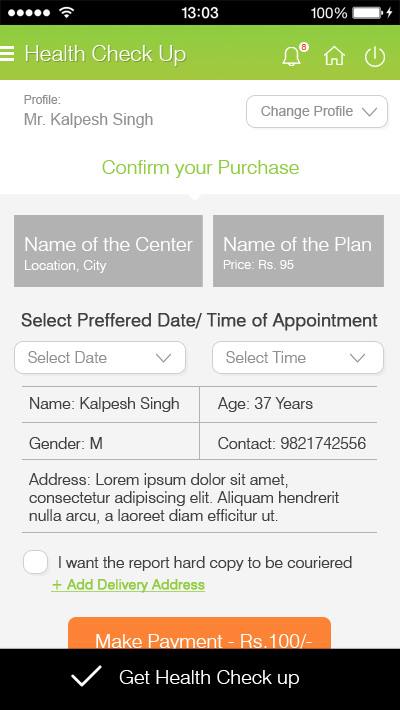 13:03
100%
Health Check Up
8
Profile:
Mr. Kalpesh Singh
Change Profile
Confirm your Purchase
Name of the Center
Location, City
Name of the Plan
Price: Rs. 95
Select Preffered Date/ Time of Appointment
Select Date
Select Time
Name: Kalpesh Singh
Age: 37 Years
Gender: M
Contact: 9821742556
Address: Lorem ipsum dolor sit amet,
consectetur adipiscing elit. Aliquam hendrerit
nulla arcu, a laoreet diam efficitur ut.
I want the report hard copy to be couriered
+ Add Delivery Address
Make Payment - Rs.100/-
Get Health Check up